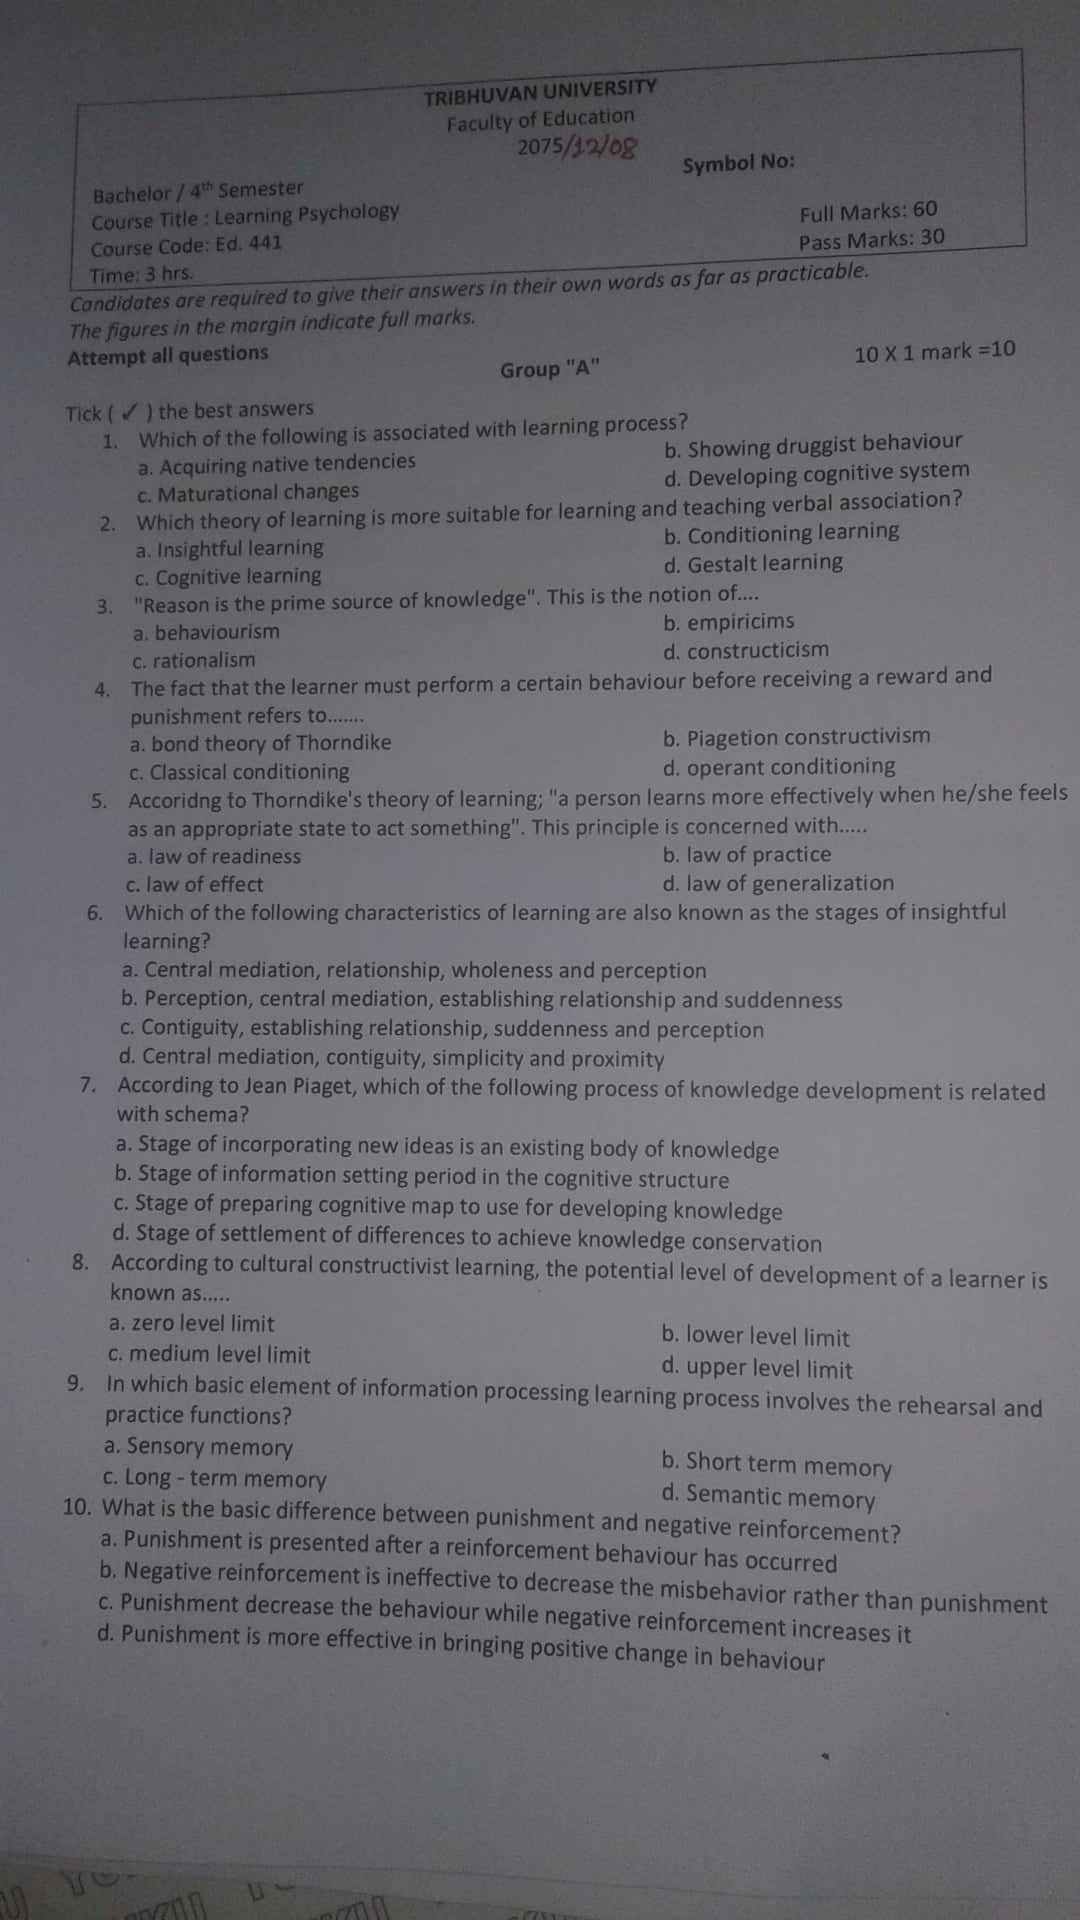 TRIBHUVAN UNIVERSITY
Faculty of Education
2075/12/08
Symbol No:
Bachelor / 4th Semester
Course Title : Learning Psychology
Full Marks: 60
Course Code: Ed. 441
Pass Marks: 30
Time: 3 hrs.
Candidates are required to give their answers in their own words as far as practicable.
The figures in the margin indicate full marks.
Attempt all questions
Group "A"
10 X 1 mark =10
Tick ( ✓ ) the best answers
1. Which of the following is associated with learning process?
a. Acquiring native tendencies b. Showing druggist behaviour
c. Maturational changes d. Developing cognitive system
2. Which theory of learning is more suitable for learning and teaching verbal association?
a. Insightful learning b. Conditioning learning
c. Cognitive learning d. Gestalt learning
3. "Reason is the prime source of knowledge". This is the notion of....
a. behaviourism b. empiricims
c. rationalism d. constructicism
4. The fact that the learner must perform a certain behaviour before receiving a reward and
punishment refers to.......
a. bond theory of Thorndike b. Piagetion constructivism
c. Classical conditioning d. operant conditioning
5. Accoridng to Thorndike's theory of learning; "a person learns more effectively when he/she feels
as an appropriate state to act something". This principle is concerned with.....
a. law of readiness b. law of practice
c. law of effect d. law of generalization
6. Which of the following characteristics of learning are also known as the stages of insightful
learning?
a. Central mediation, relationship, wholeness and perception
b. Perception, central mediation, establishing relationship and suddenness
c. Contiguity, establishing relationship, suddenness and perception
d. Central mediation, contiguity, simplicity and proximity
7. According to Jean Piaget, which of the following process of knowledge development is related
with schema?
a. Stage of incorporating new ideas is an existing body of knowledge
b. Stage of information setting period in the cognitive structure
c. Stage of preparing cognitive map to use for developing knowledge
d. Stage of settlement of differences to achieve knowledge conservation
8. According to cultural constructivist learning, the potential level of development of a learner is
known as.....
a. zero level limit b. lower level limit
c. medium level limit d. upper level limit
9. In which basic element of information processing learning process involves the rehearsal and
practice functions?
a. Sensory memory b. Short term memory
c. Long - term memory d. Semantic memory
10. What is the basic difference between punishment and negative reinforcement?
a. Punishment is presented after a reinforcement behaviour has occurred
b. Negative reinforcement is ineffective to decrease the misbehavior rather than punishment
c. Punishment decrease the behaviour while negative reinforcement increases it
d. Punishment is more effective in bringing positive change in behaviour